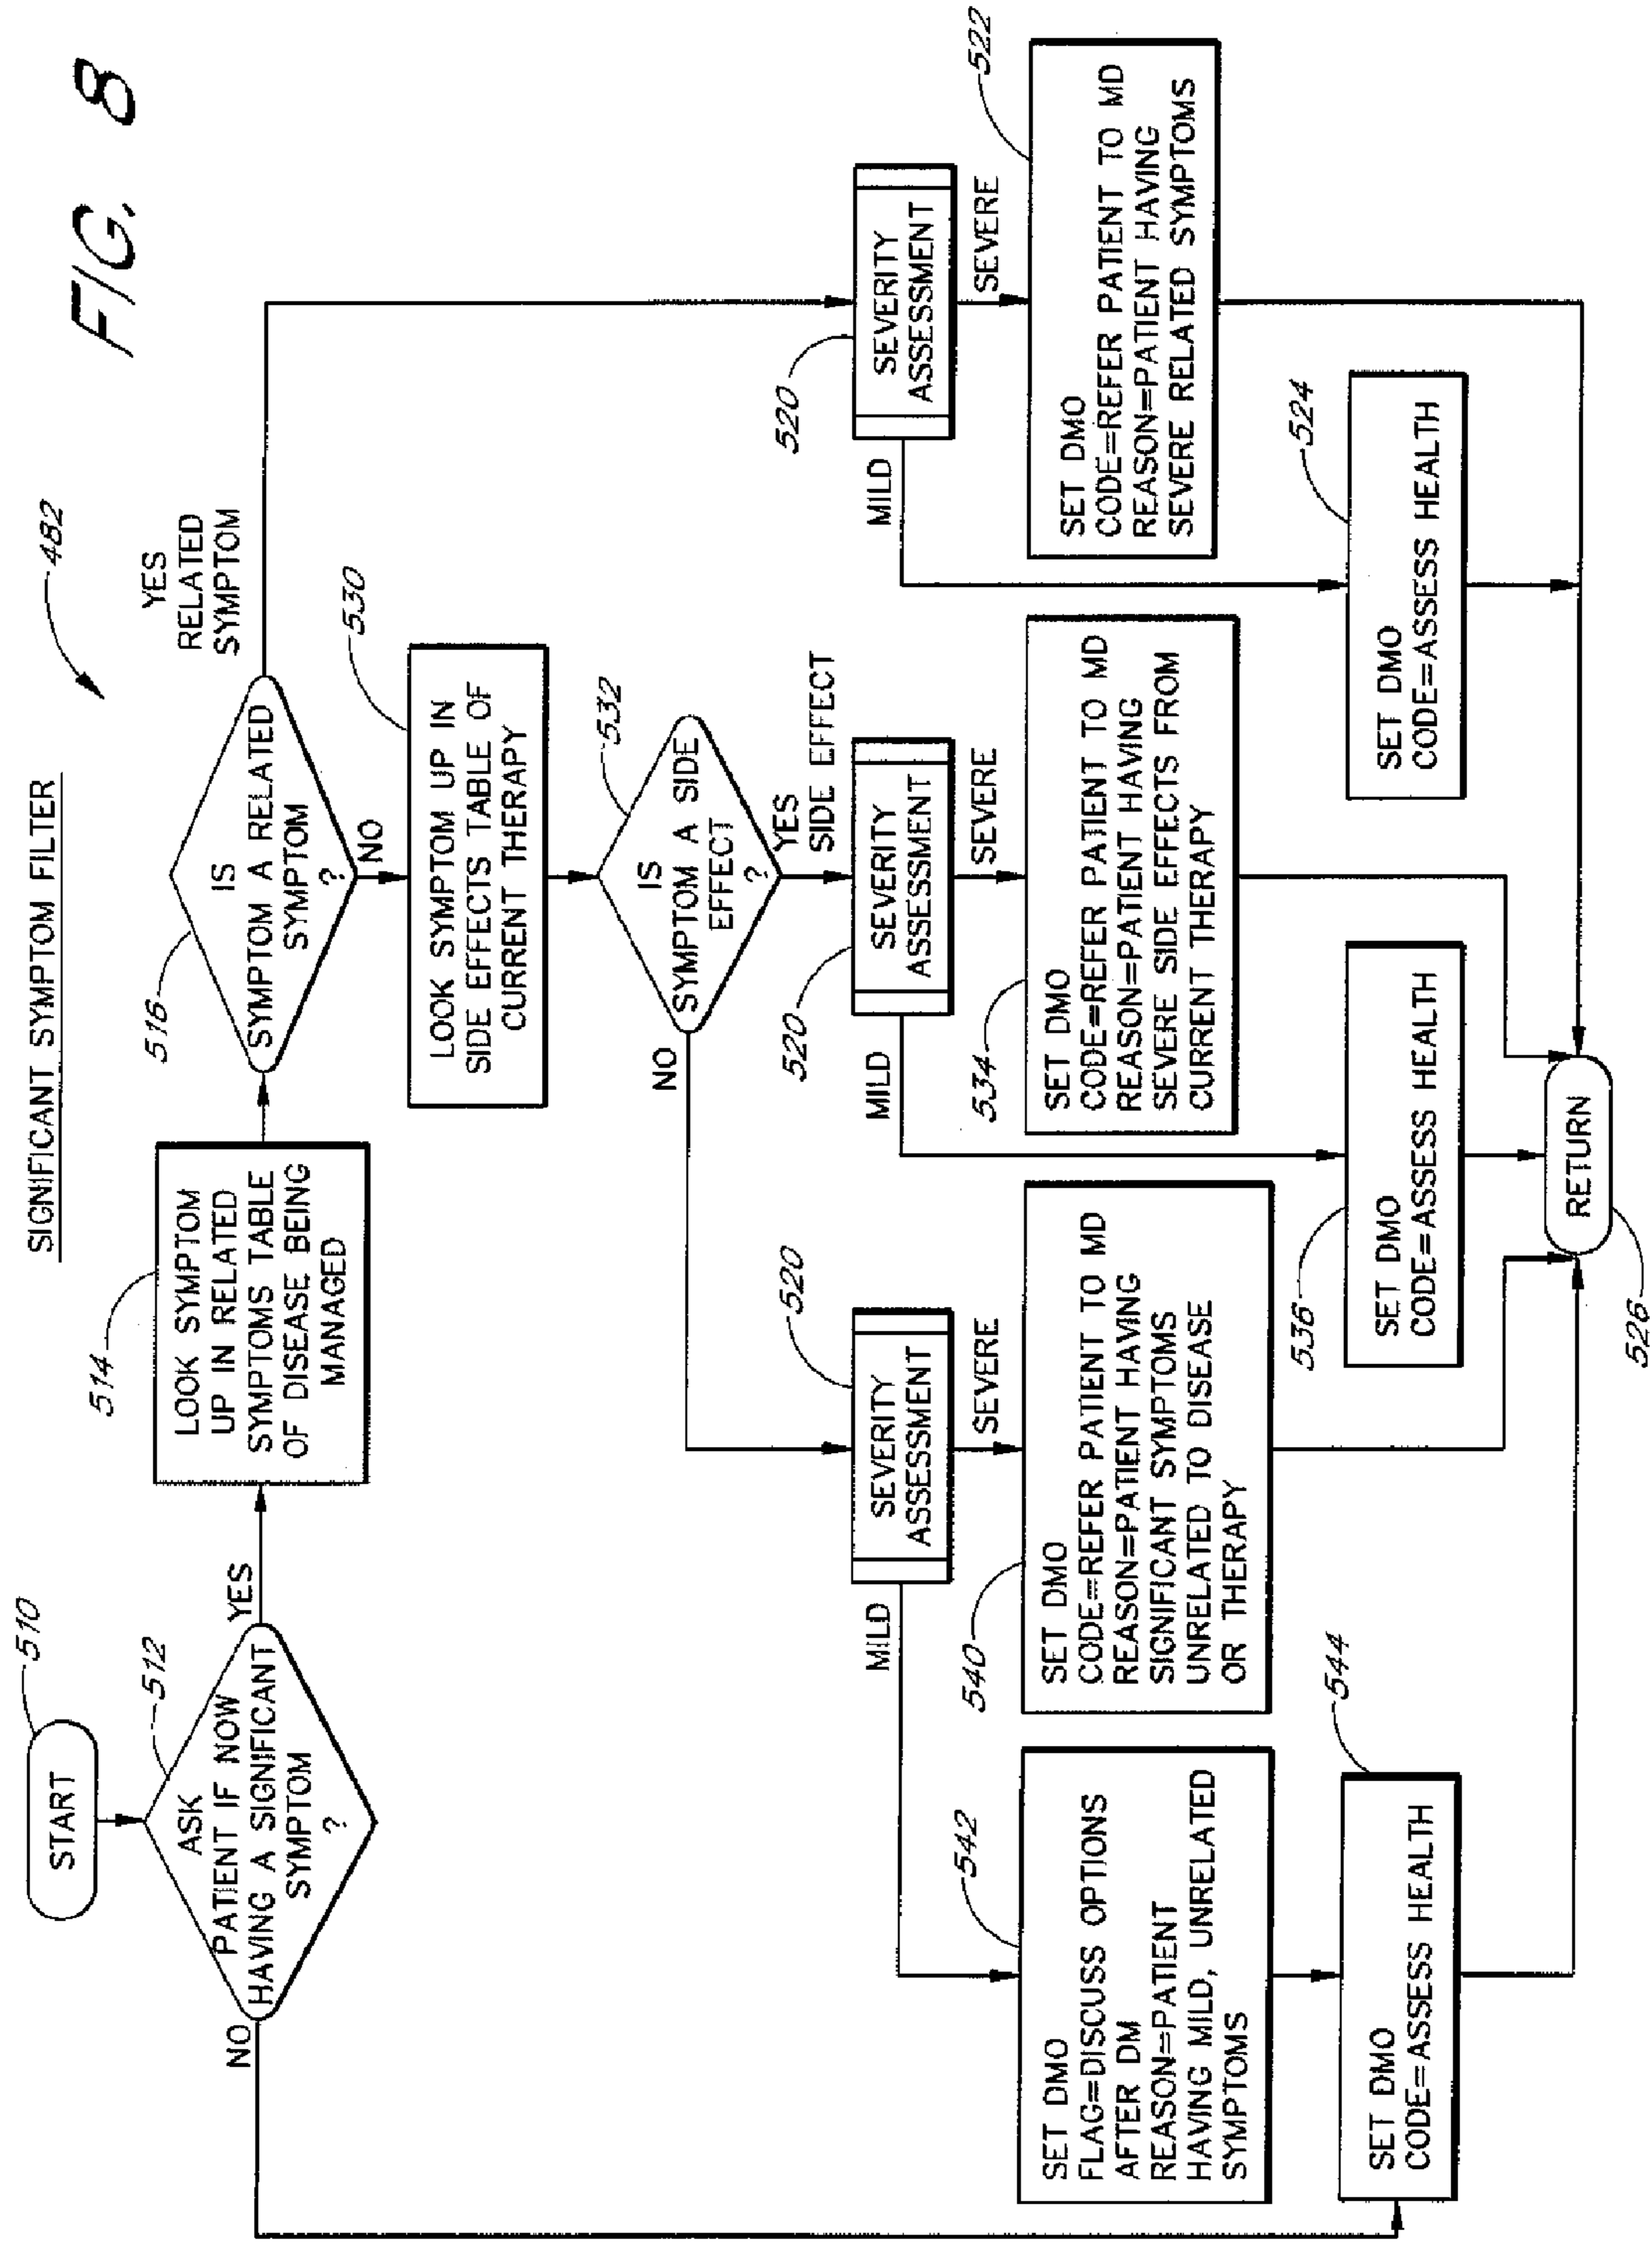 FIG. 8
SIGNIFICANT SYMPTOM FILTER
482
START
510
ASK
PATIENT IF NOW
HAVING A SIGNIFICANT
SYMPTOM
?
512
NO
YES
LOOK SYMPTOM
UP IN RELATED
SYMPTOMS TABLE
OF DISEASE BEING
MANAGED
514
IS
SYMPTOM A RELATED
SYMPTOM
?
516
YES
RELATED
SYMPTOM
NO
LOOK SYMPTOM UP IN
SIDE EFFECTS TABLE OF
CURRENT THERAPY
530
IS
SYMPTOM A SIDE
EFFECT
?
532
NO
YES
SIDE EFFECT
SEVERITY
ASSESSMENT
520
MILD
SEVERE
SEVERITY
ASSESSMENT
520
MILD
SEVERE
SEVERITY
ASSESSMENT
520
MILD
SEVERE
SET DMO
FLAG=DISCUSS OPTIONS
AFTER DM
REASON=PATIENT
HAVING MILD, UNRELATED
SYMPTOMS
542
SET DMO
CODE=REFER PATIENT TO MD
REASON=PATIENT HAVING
SIGNIFICANT SYMPTOMS
UNRELATED TO DISEASE
OR THERAPY
540
SET DMO
CODE=REFER PATIENT TO MD
REASON=PATIENT HAVING
SEVERE SIDE EFFECTS FROM
CURRENT THERAPY
534
SET DMO
CODE=REFER PATIENT TO MD
REASON=PATIENT HAVING
SEVERE RELATED SYMPTOMS
522
SET DMO
CODE=ASSESS HEALTH
544
SET DMO
CODE=ASSESS HEALTH
536
SET DMO
CODE=ASSESS HEALTH
524
RETURN
526